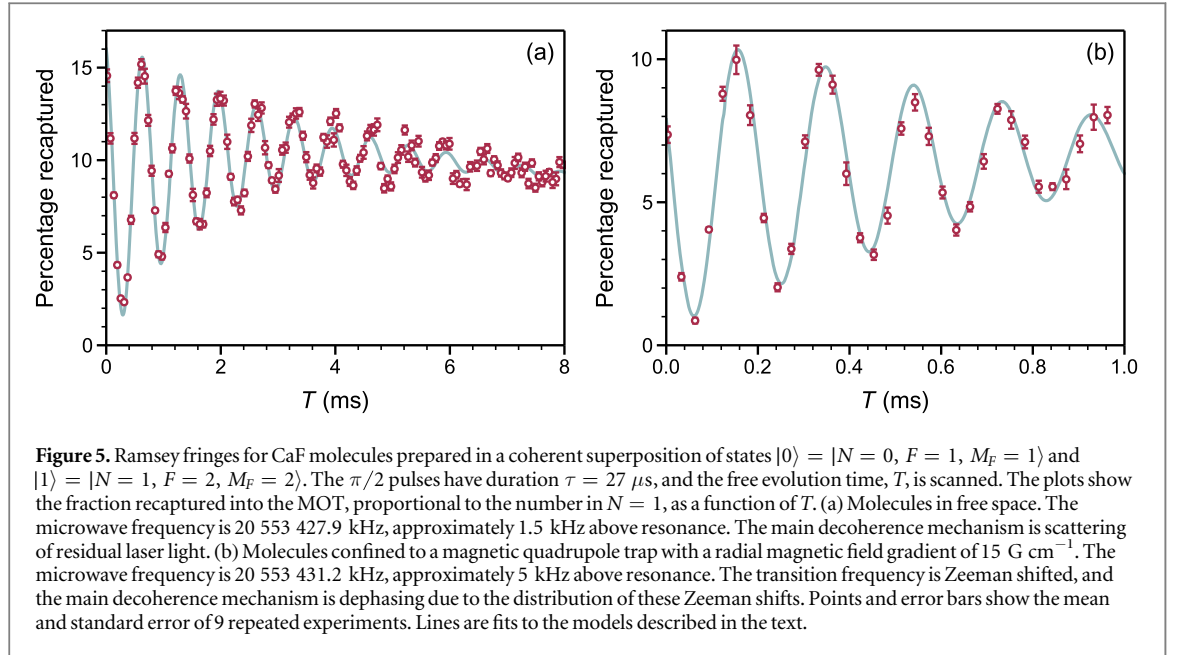 (a)
15
10
5
0
Percentage recaptured
0 2 4 6 8
T (ms)
(b)
10
5
0
Percentage recaptured
0.0 0.2 0.4 0.6 0.8 1.0
T (ms)
Figure 5. Ramsey fringes for CaF molecules prepared in a coherent superposition of states |0⟩ = |N = 0, F = 1, M_F = 1⟩ and
|1⟩ = |N = 1, F = 2, M_F = 2⟩. The π/2 pulses have duration τ = 27 μs, and the free evolution time, T, is scanned. The plots show
the fraction recaptured into the MOT, proportional to the number in N = 1, as a function of T. (a) Molecules in free space. The
microwave frequency is 20 553 427.9 kHz, approximately 1.5 kHz above resonance. The main decoherence mechanism is scattering
of residual laser light. (b) Molecules confined to a magnetic quadrupole trap with a radial magnetic field gradient of 15 G cm⁻¹. The
microwave frequency is 20 553 431.2 kHz, approximately 5 kHz above resonance. The transition frequency is Zeeman shifted, and
the main decoherence mechanism is dephasing due to the distribution of these Zeeman shifts. Points and error bars show the mean
and standard error of 9 repeated experiments. Lines are fits to the models described in the text.